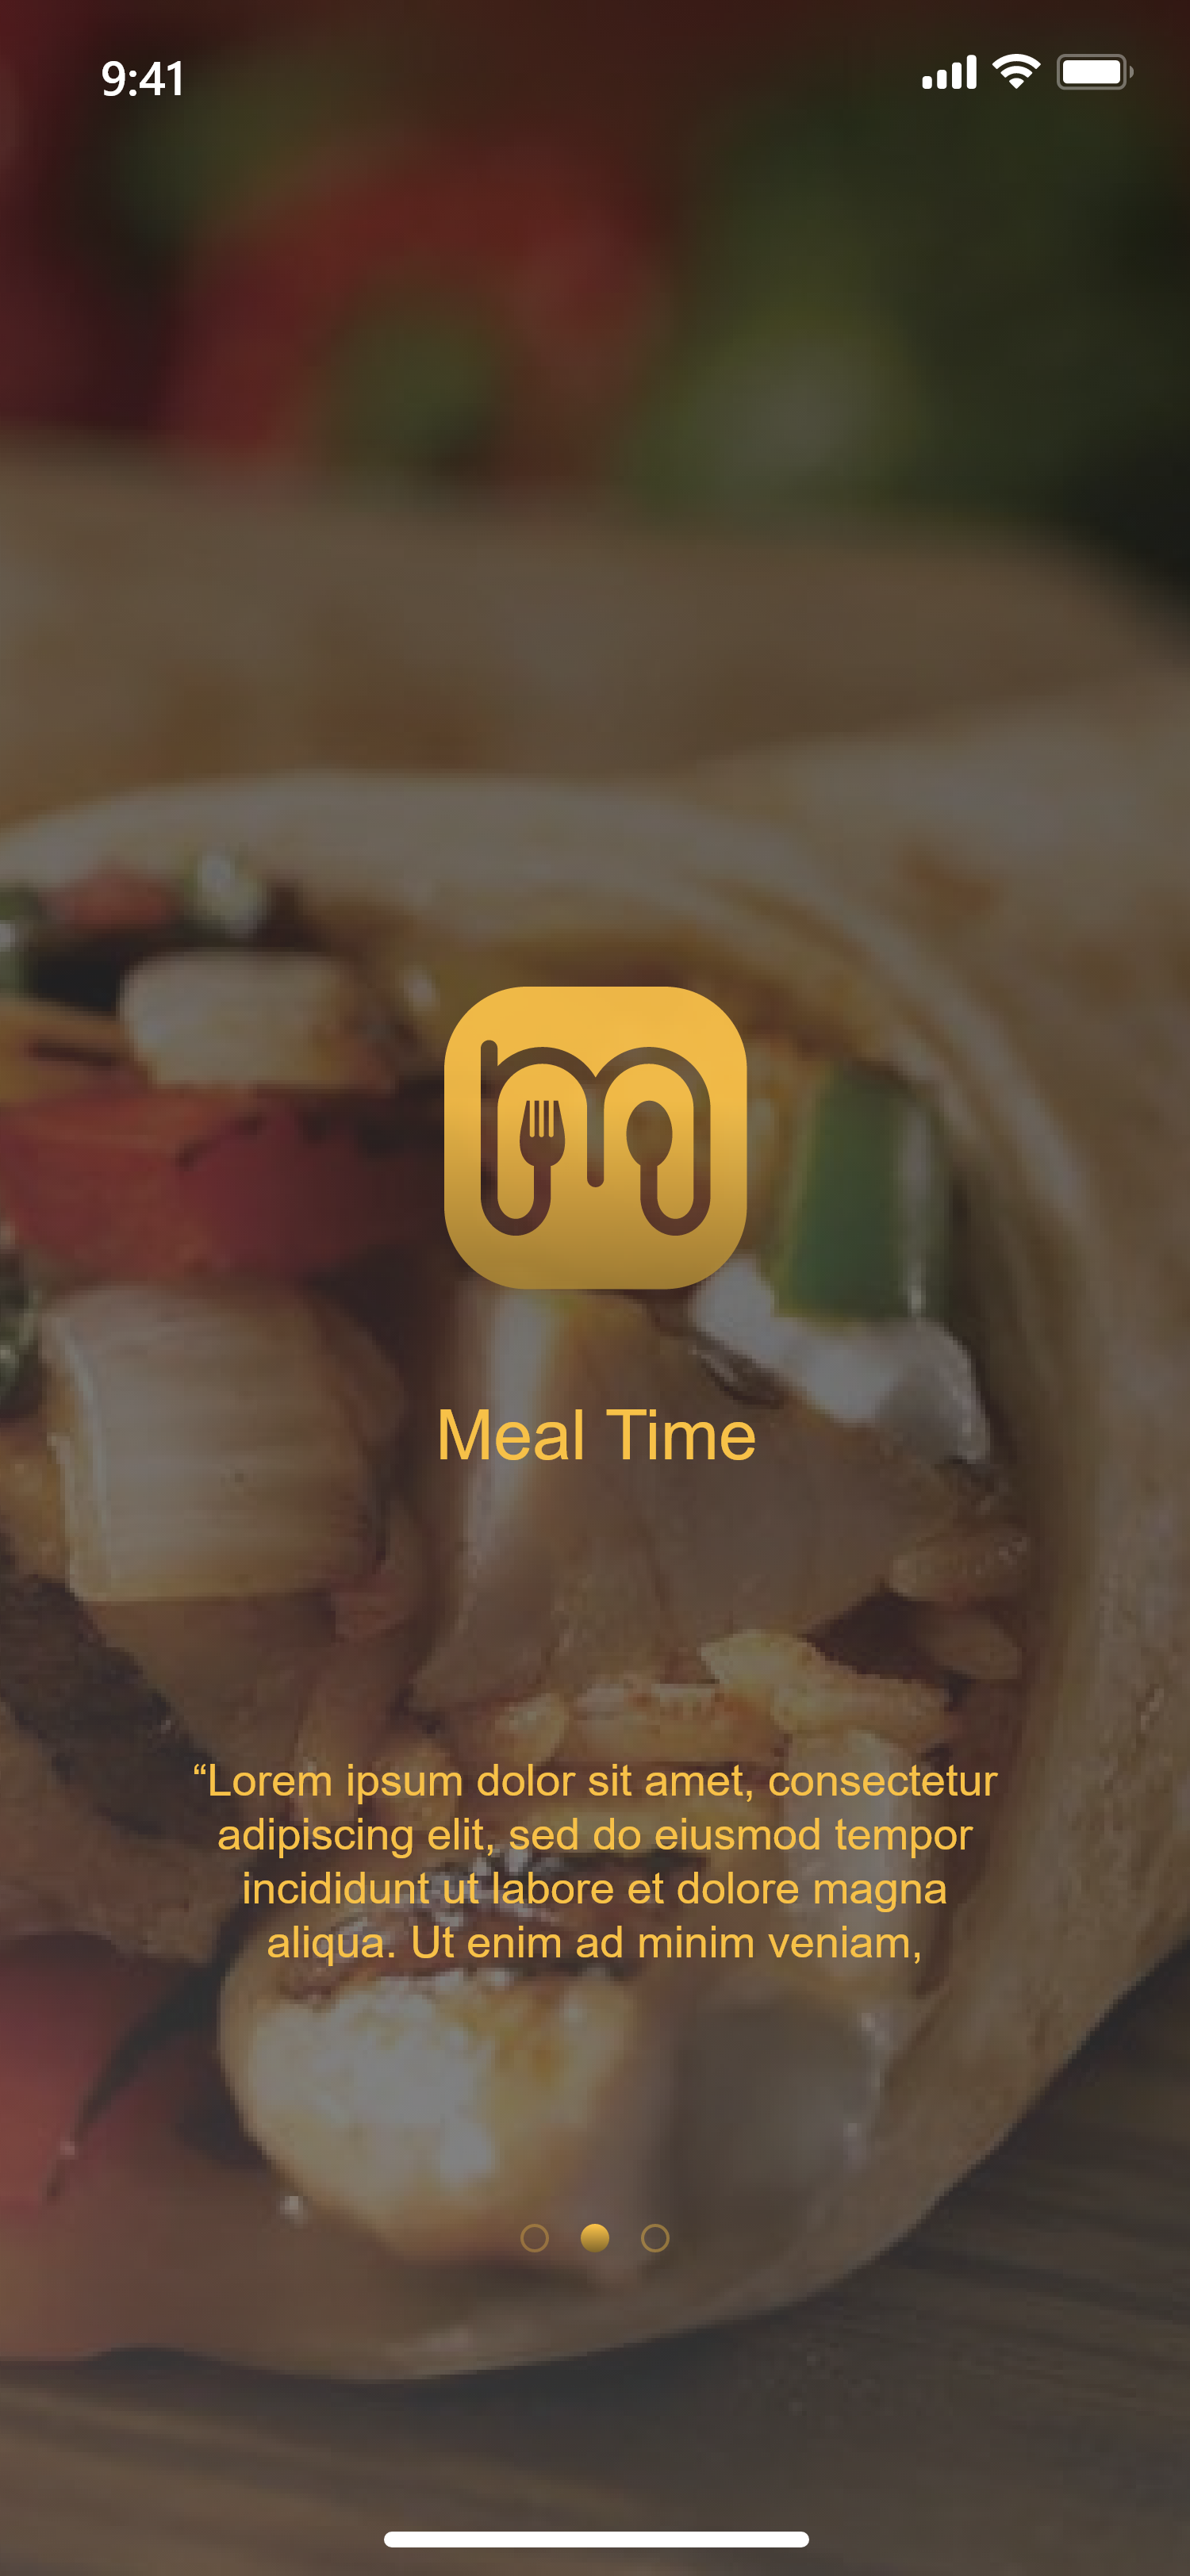 9:41
Meal Time
“Lorem ipsum dolor sit amet, consectetur
adipiscing elit, sed do eiusmod tempor
incididunt ut labore et dolore magna
aliqua. Ut enim ad minim veniam,